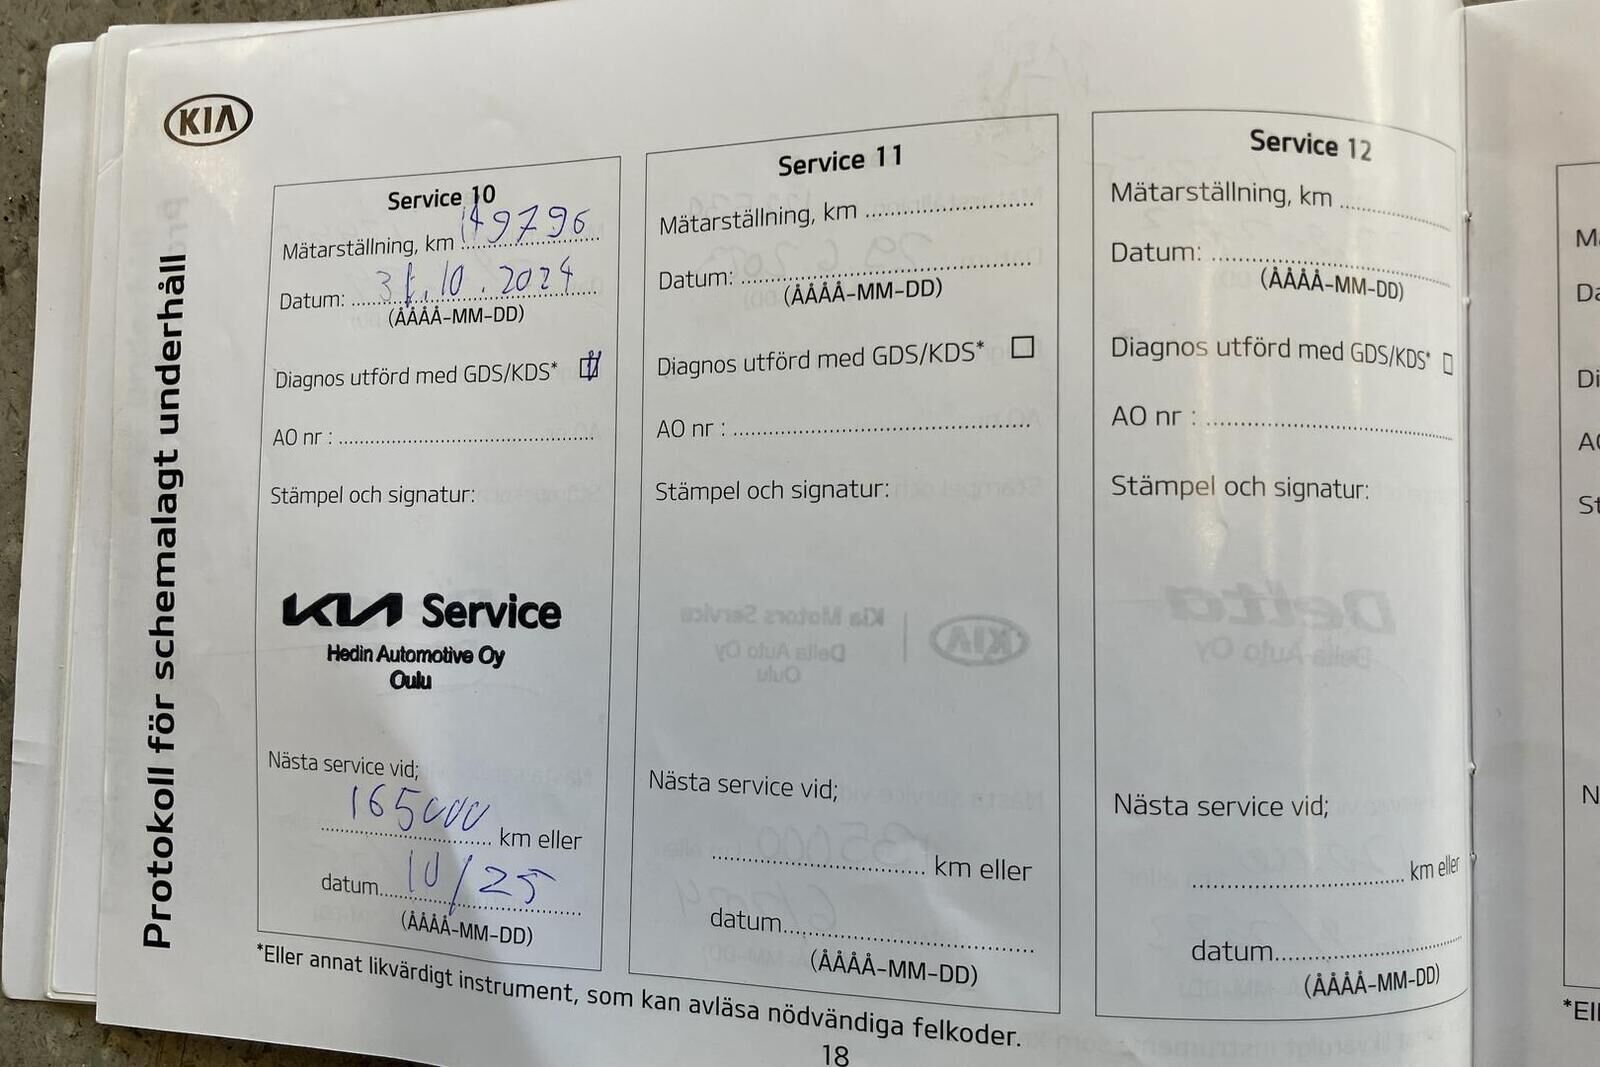 KIA
Protokoll för schemalagt underhåll
Service 10
Mätarställning, km 149796
Datum: 31.10.2024
(ÅÅÅÅ-MM-DD)
Diagnos utförd med GDS/KDS*
AO nr :
Stämpel och signatur:
KIA Service
Hedin Automotive Oy
Oulu
Nästa service vid;
165000 km eller
datum 10/25
(ÅÅÅÅ-MM-DD)
Service 11
Mätarställning, km
Datum:
(ÅÅÅÅ-MM-DD)
Diagnos utförd med GDS/KDS*
AO nr :
Stämpel och signatur:
Nästa service vid;
km eller
datum
(ÅÅÅÅ-MM-DD)
Service 12
Mätarställning, km
Datum:
(ÅÅÅÅ-MM-DD)
Diagnos utförd med GDS/KDS*
AO nr :
Stämpel och signatur:
Nästa service vid;
km eller
datum
(ÅÅÅÅ-MM-DD)
*Eller annat likvärdigt instrument, som kan avläsa nödvändiga felkoder.
18